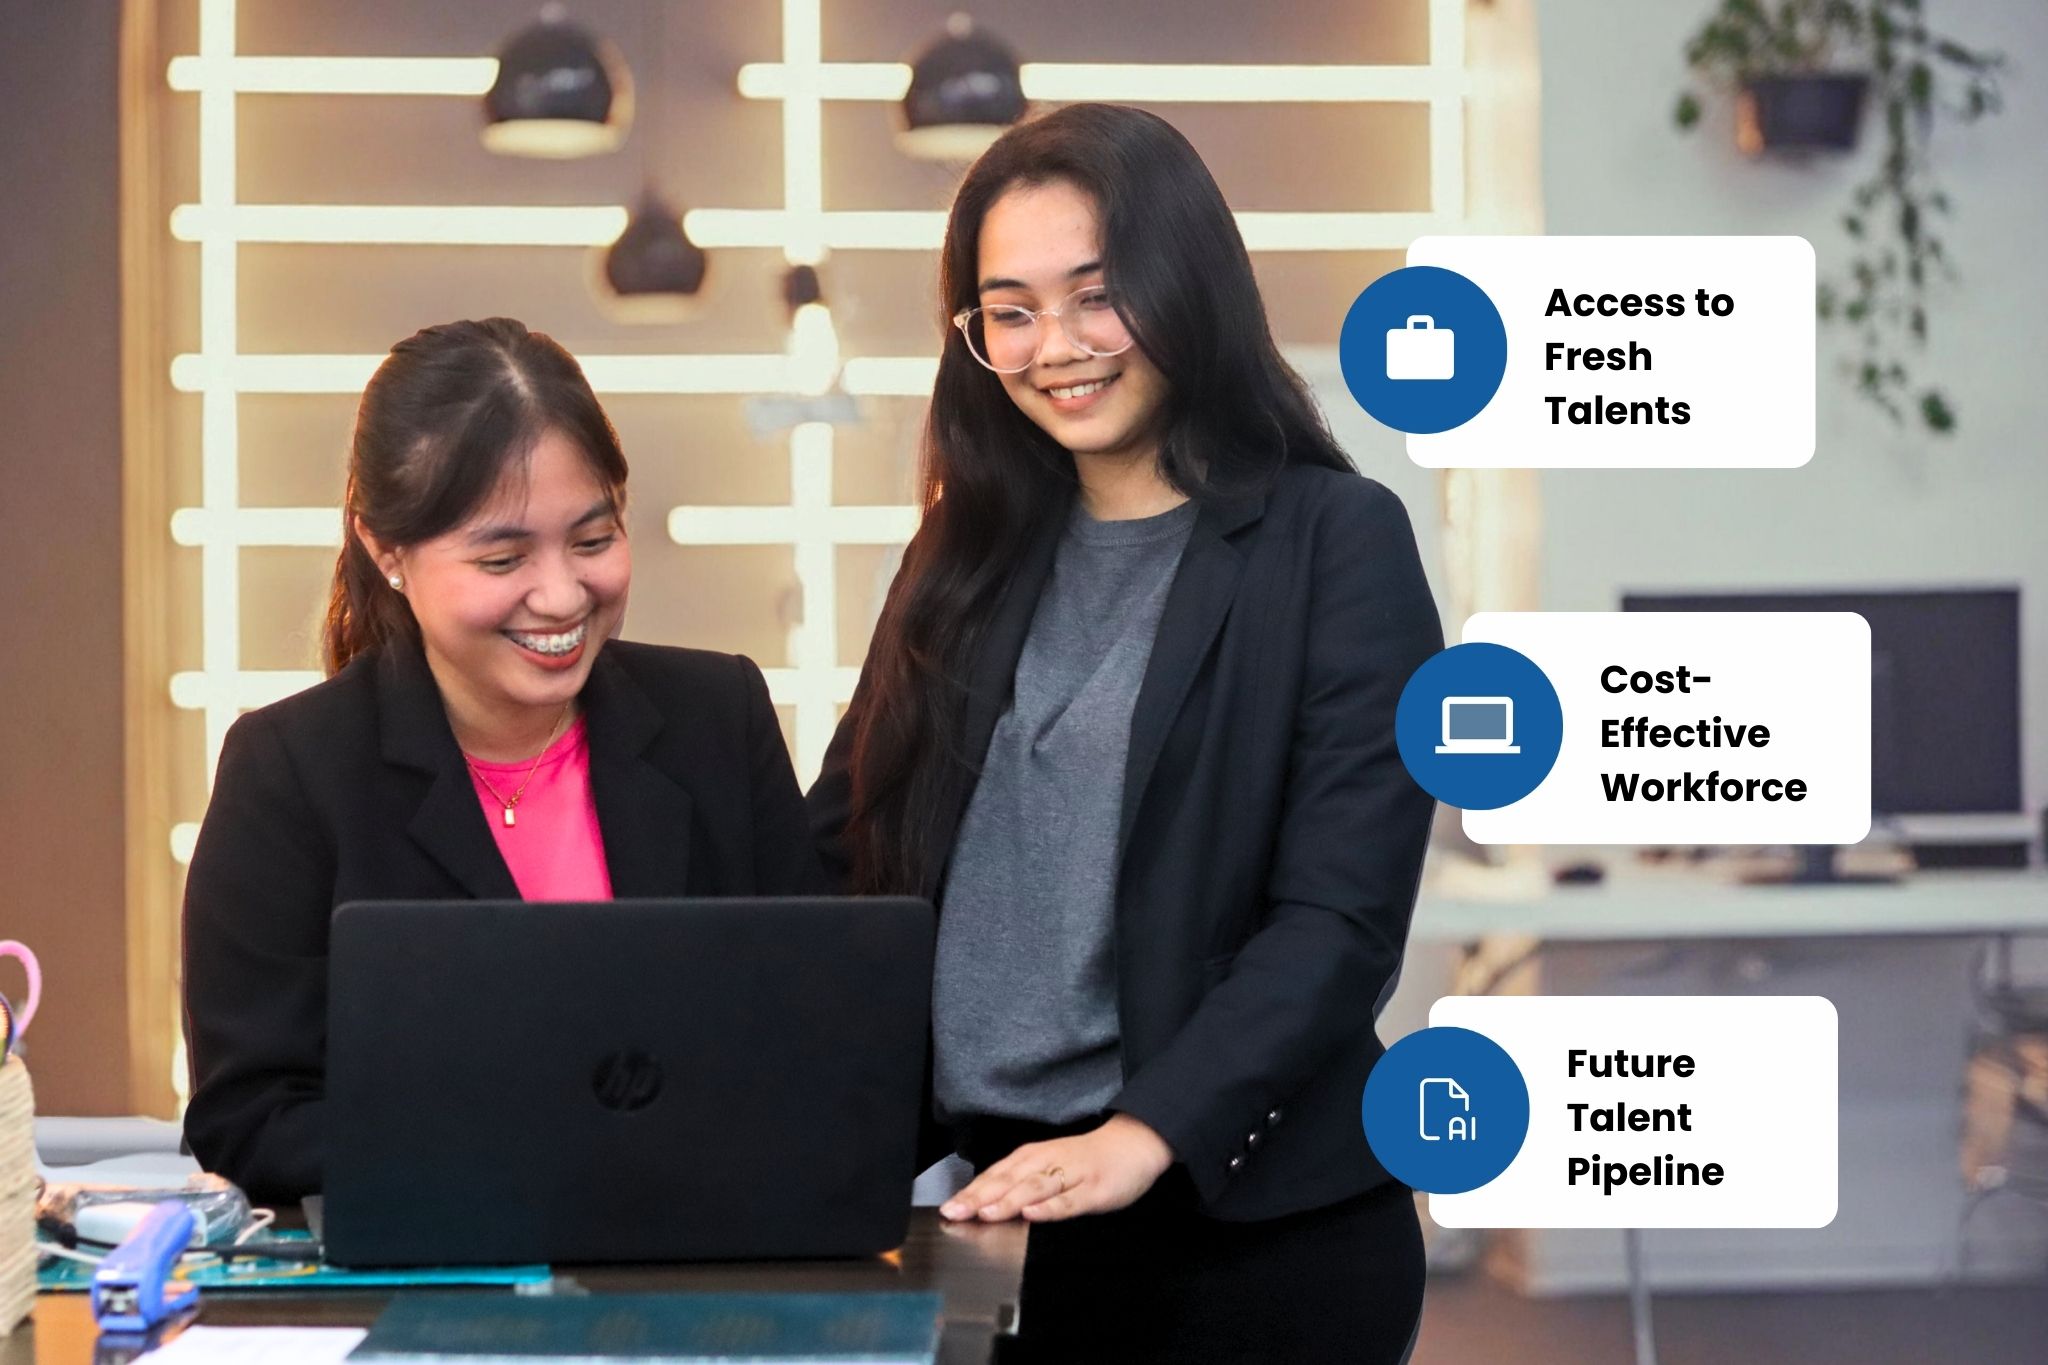 Access to
Fresh
Talents
Cost-
Effective
Workforce
AI
Future
Talent
Pipeline
hp